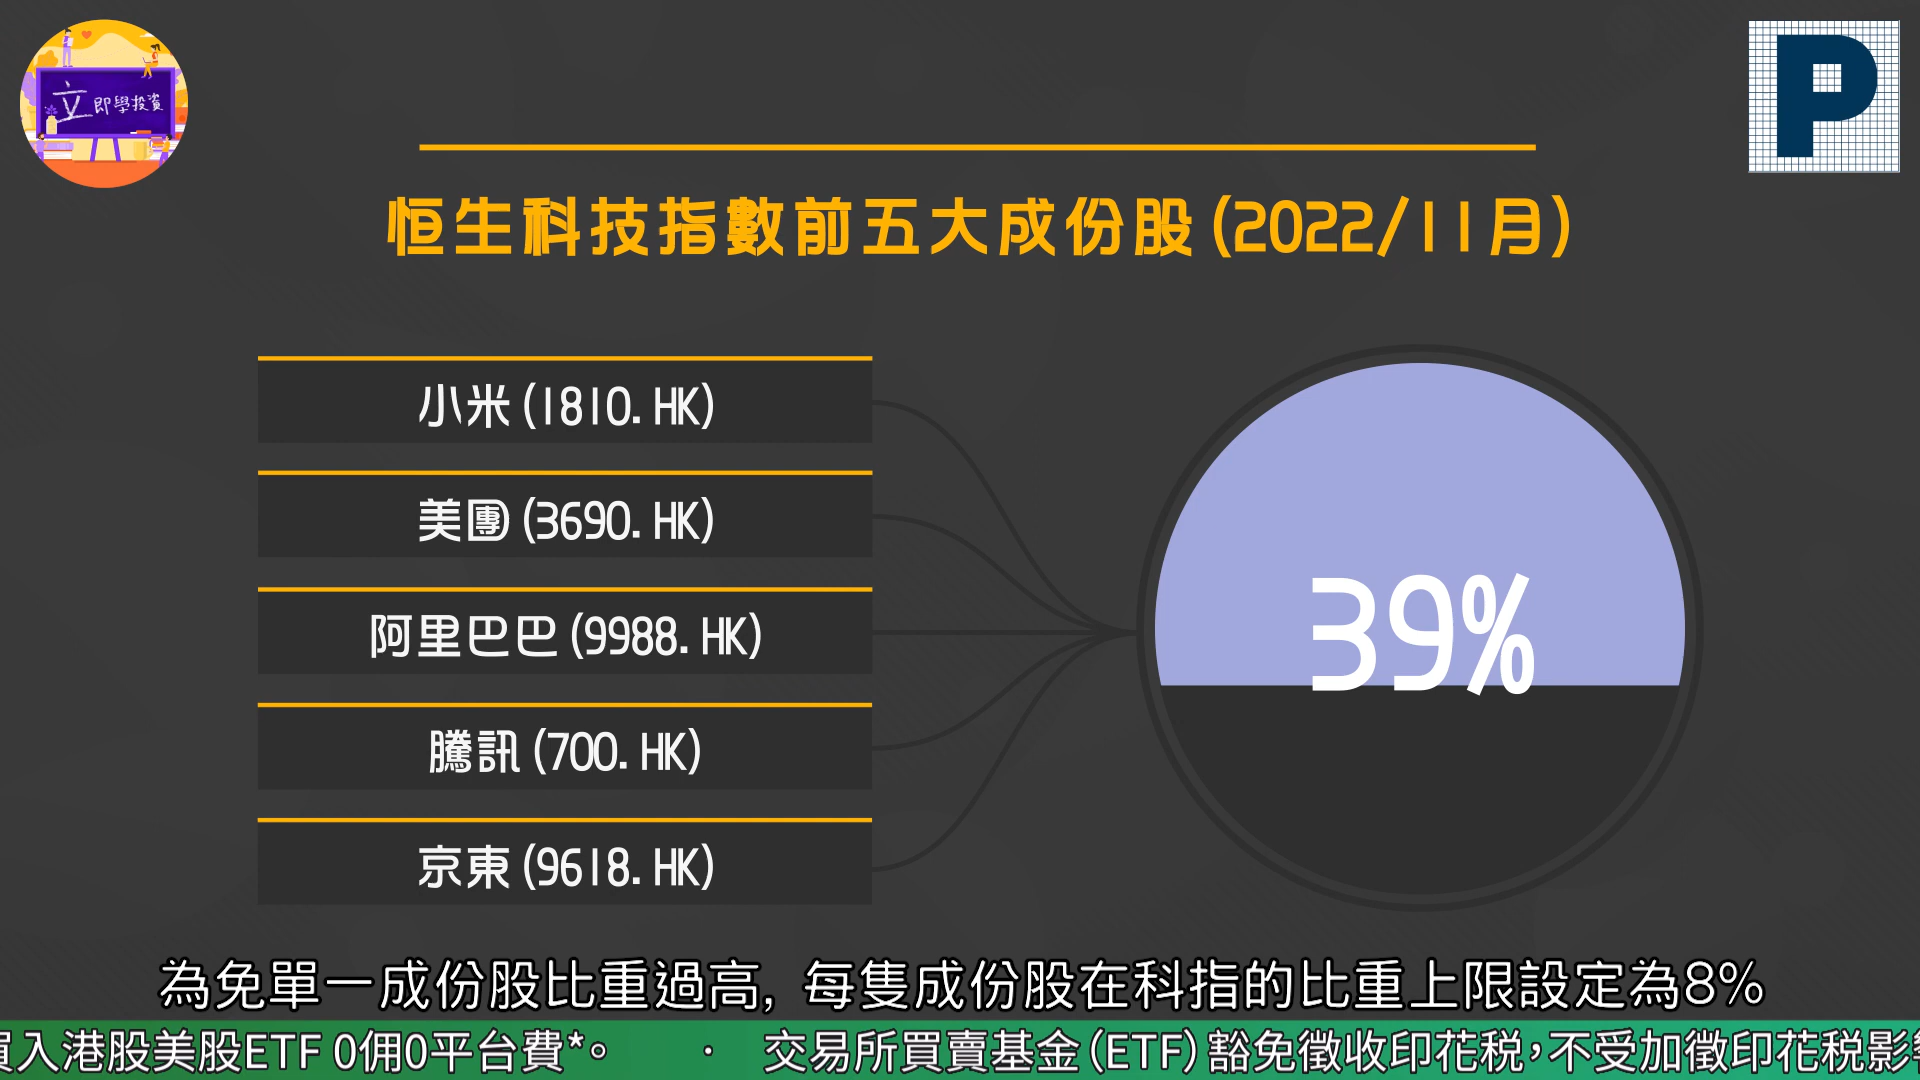 立即學投資
P
恒生科技指數前五大成份股(2022/11月)
小米(1810. HK)
美團(3690. HK)
阿里巴巴(9988. HK)
騰訊(700. HK)
京東(9618. HK)
39%
為免單一成份股比重過高, 每隻成份股在科指的比重上限設定為8%
買入港股美股ETF 0佣0平台費*。 · 交易所買賣基金(ETF)豁免徵收印花税，不受加徵印花税影